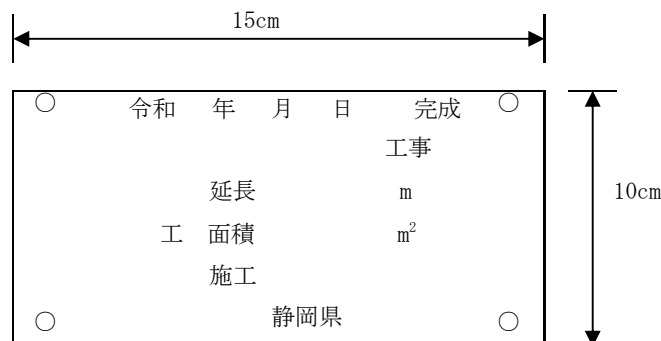 15cm
○ 令和 年 月 日 完成 ○
工事
延長 m
10cm
工 面積 m²
施工
○ 静岡県 ○